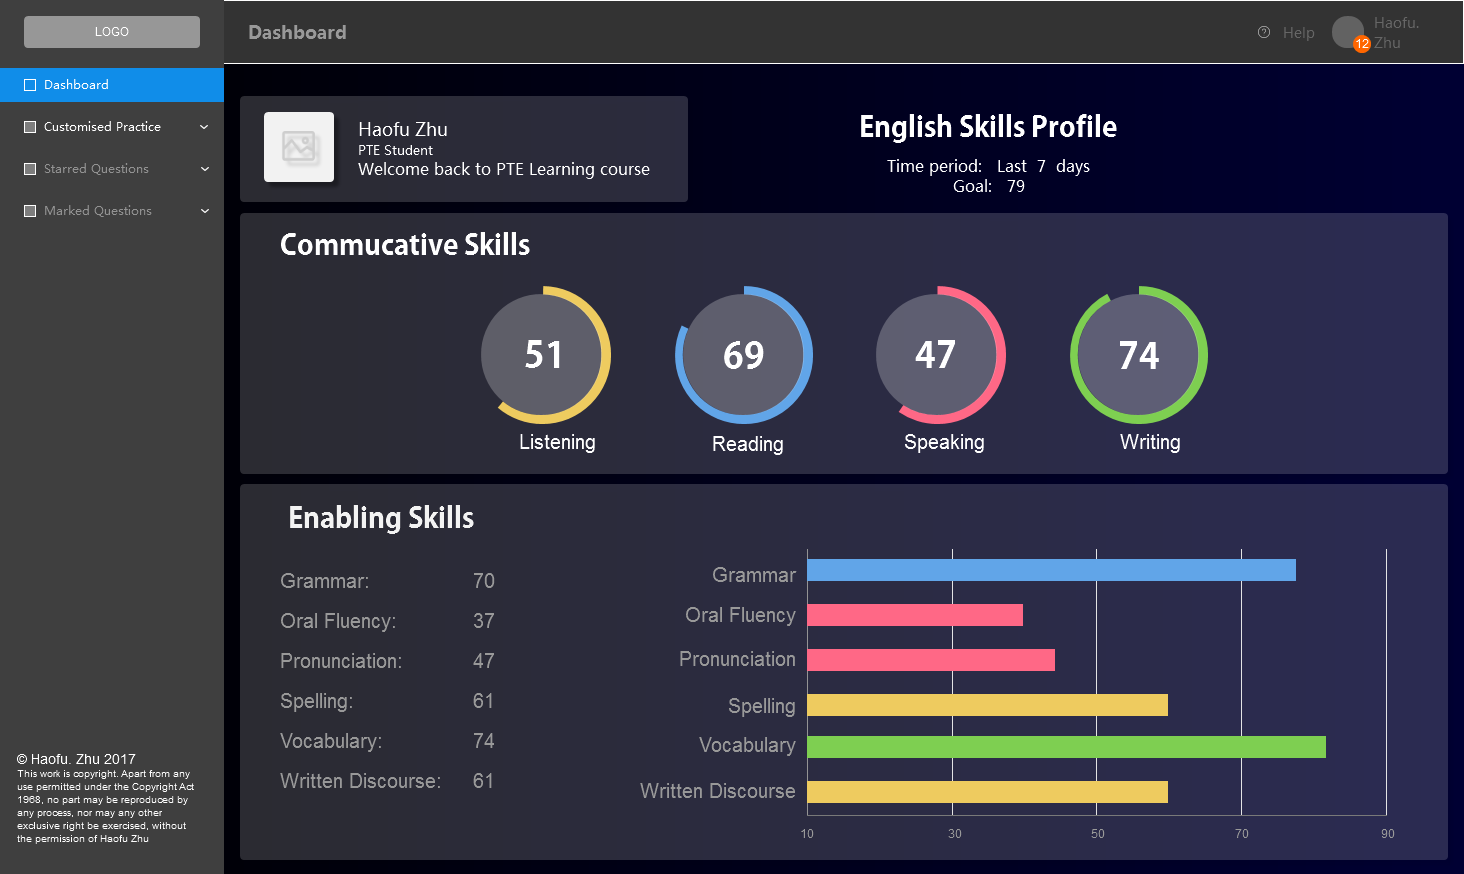 LOGO
Dashboard
Help
Haofu.
Zhu
12
Dashboard
Customised Practice
Starred Questions
Marked Questions
© Haofu. Zhu 2017
This work is copyright. Apart from any
use permitted under the Copyright Act
1968, no part may be reproduced by
any process, nor may any other
exclusive right be exercised, without
the permission of Haofu Zhu
Haofu Zhu
PTE Student
Welcome back to PTE Learning course
English Skills Profile
Time period: Last 7 days
Goal: 79
Commucative Skills
51 69 47 74
Listening Reading Speaking Writing
Enabling Skills
Grammar: 70
Oral Fluency: 37
Pronunciation: 47
Spelling: 61
Vocabulary: 74
Written Discourse: 61
Grammar
Oral Fluency
Pronunciation
Spelling
Vocabulary
Written Discourse
10 30 50 70 90